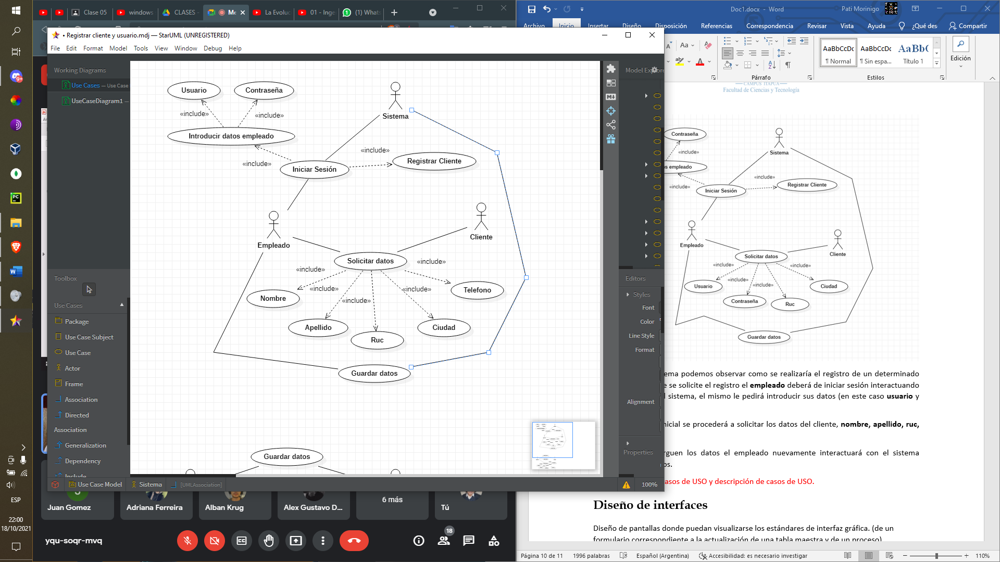 Clase 05
windows
CLASES
Me
La Evoluc
01 - Inge
(1) Whats
• Registrar cliente y usuario.mdj — StarUML (UNREGISTERED)
File Edit Format Model Tools View Window Debug Help
Working Diagrams
Use Cases — Use Case
UseCaseDiagram1 —
Toolbox
Use Cases
Package
Use Case Subject
Use Case
Actor
Frame
Association
Directed
Association
Generalization
Dependency
Include
Usuario
Contraseña
«include»
«include»
Sistema
Introducir datos empleado
«include»
«include»
Iniciar Sesión
Registrar Cliente
Empleado
Cliente
Solicitar datos
«include»
«include»
«include»
«include»
«include»
Nombre
Telefono
Apellido
Ruc
Ciudad
Guardar datos
Guardar datos
Model Explore
Editors
Styles
Font
Color
Line Style
Format
Alignment
Properties
Use Case Model
Sistema
[UMLAssociation]
100%
Juan Gomez
Adriana Ferreira
Alban Krug
Alex Gustavo D...
6 más
Tú
yqu-soqr-mvq
18
ESP
22:00
18/10/2021
Doc1.docx - Word
Pati Morinigo
Archivo Inicio Insertar Diseño Disposición Referencias Correspondencia Revisar Vista Ayuda ¿Qué des Compartir
Aa
AaBbCcDc
¶ Normal
AaBbCcDc
¶ Sin espa...
AaBbC
Título 1
Edición
Párrafo
Estilos
CAMPUS ITAPÚA
Facultad de Ciencias y Tecnología
Contraseña
Sistema
«include»
os empleado
«include»
«include»
Iniciar Sesión
Registrar Cliente
Empleado
Cliente
Solicitar datos
«include»
«include»
«include»
«include»
Usuario
Ciudad
Contraseña
Ruc
Guardar datos
ema podemos observar como se realizaría el registro de un determinado
e se solicite el registro el empleado deberá de iniciar sesión interactuando
l sistema, el mismo le pedirá introducir sus datos (en este caso usuario y
nicial se procederá a solicitar los datos del cliente, nombre, apellido, ruc,
rguen los datos el empleado nuevamente interactuará con el sistema
os.
asos de USO y descripción de casos de USO.
Diseño de interfaces
Diseño de pantallas donde puedan visualizarse los estándares de interfaz gráfica. (de un
formulario correspondiente a la actualización de una tabla maestra y de un proceso)
Página 10 de 11
1996 palabras
Español (Argentina)
Accesibilidad: es necesario investigar
110%